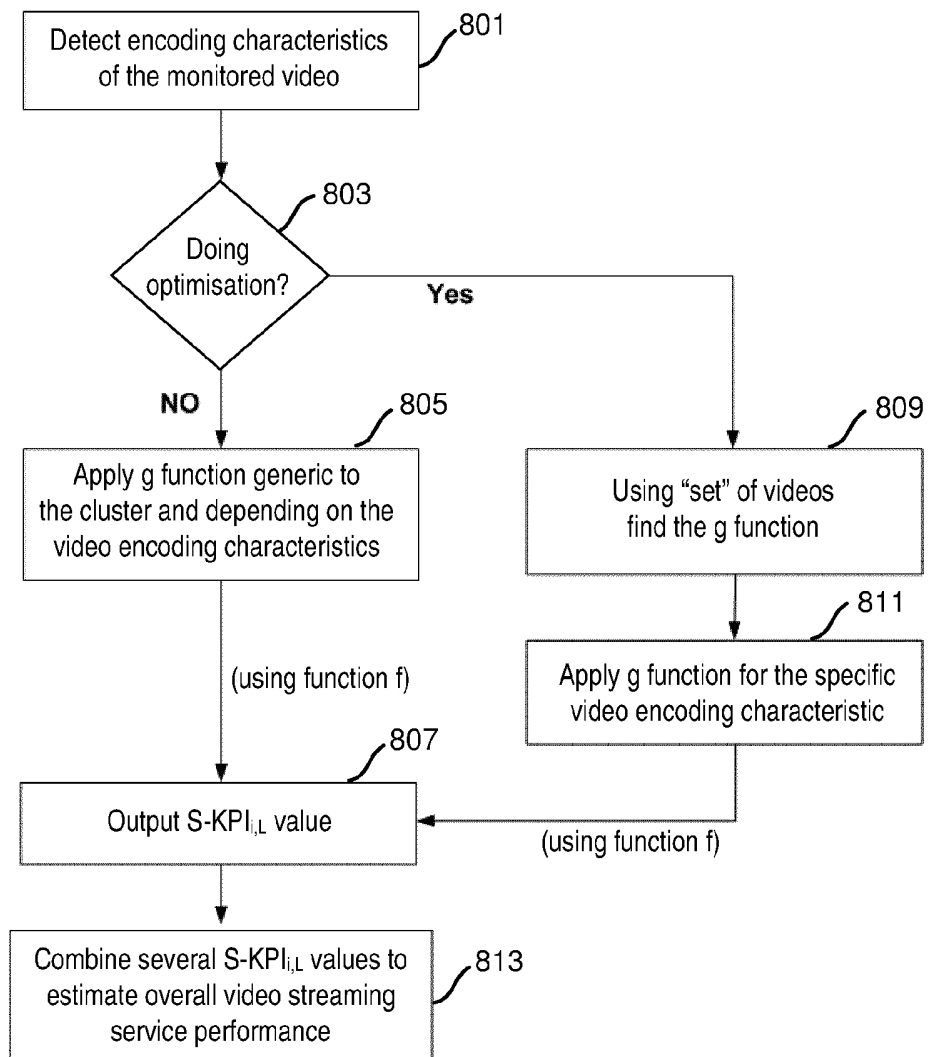 801
Detect encoding characteristics
of the monitored video
803
Doing
optimisation?
Yes
NO
805
Apply g function generic to
the cluster and depending on the
video encoding characteristics
809
Using “set” of videos
find the g function
811
Apply g function for the specific
video encoding characteristic
(using function f)
807
Output S-KPIi,L value
(using function f)
Combine several S-KPIi,L values to
estimate overall video streaming
service performance
813